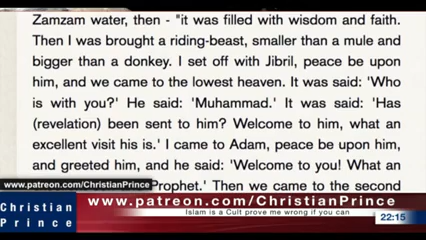 Zamzam water, then - "it was filled with wisdom and faith.
Then I was brought a riding-beast, smaller than a mule and
bigger than a donkey. I set off with Jibril, peace be upon
him, and we came to the lowest heaven. It was said: 'Who
is with you?' He said: 'Muhammad.' It was said: 'Has
(revelation) been sent to him? Welcome to him, what an
excellent visit his is.' I came to Adam, peace be upon him,
and greeted him, and he said: 'Welcome to you! What an
Prophet.' Then we came to the second
www.patreon.com/ChristianPrince
www.patreon.com/ChristianPrince
Christian
Prince
Islam is a Cult prove me wrong if you can
22:15